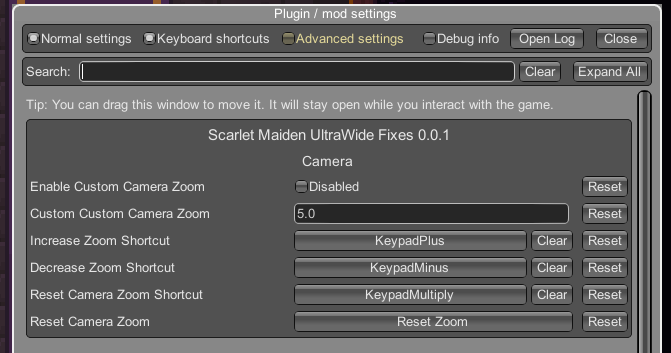 Plugin / mod settings
Normal settings Keyboard shortcuts Advanced settings Debug info Open Log Close
Search: Clear Expand All
Tip: You can drag this window to move it. It will stay open while you interact with the game.
Scarlet Maiden UltraWide Fixes 0.0.1
Camera
Enable Custom Camera Zoom Disabled Reset
Custom Custom Camera Zoom 5.0 Reset
Increase Zoom Shortcut KeypadPlus Clear Reset
Decrease Zoom Shortcut KeypadMinus Clear Reset
Reset Camera Zoom Shortcut KeypadMultiply Clear Reset
Reset Camera Zoom Reset Zoom Reset